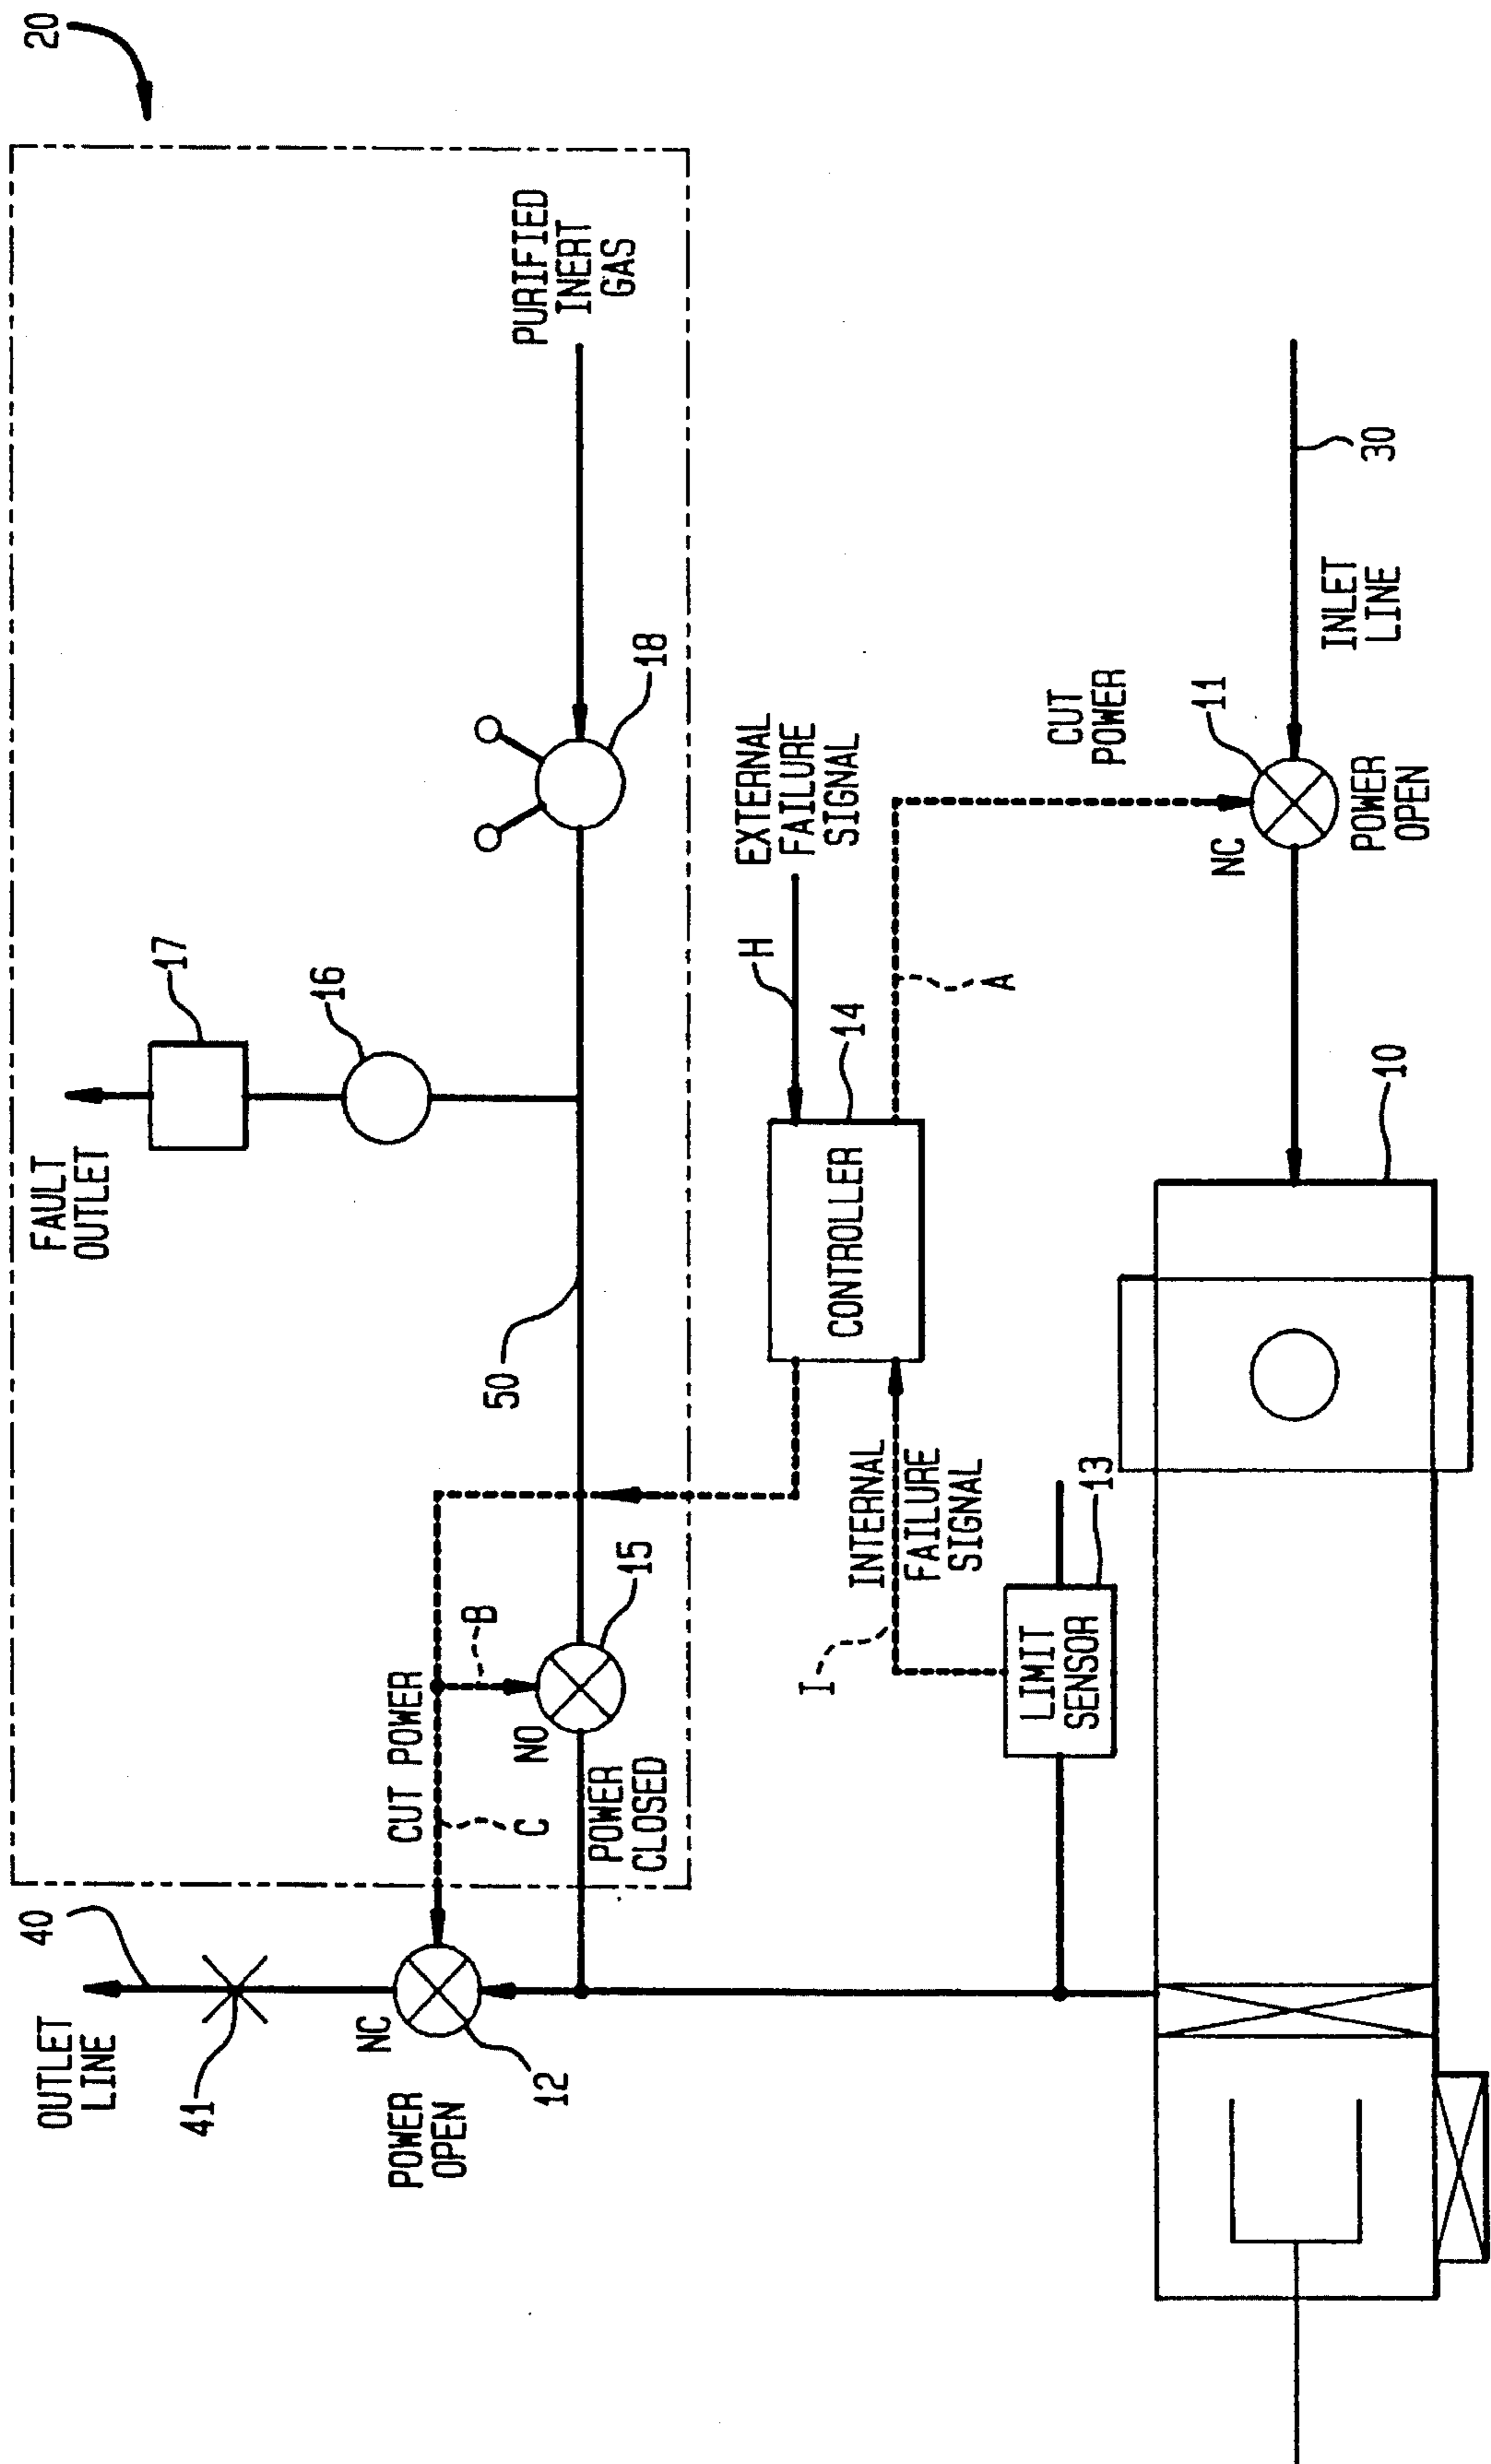 20
PURIFIED
INERT
GAS
18
17
16
FAULT
OUTLET
50
15
B
CUT POWER
NO
POWER
CLOSED
C
40
OUTLET
LINE
41
NC
12
POWER
OPEN
EXTERNAL
FAILURE
SIGNAL
H
14
CONTROLLER
A
CUT
POWER
11
NC
POWER
OPEN
INLET
LINE
30
INTERNAL
FAILURE
SIGNAL
I
LIMIT
SENSOR
13
10